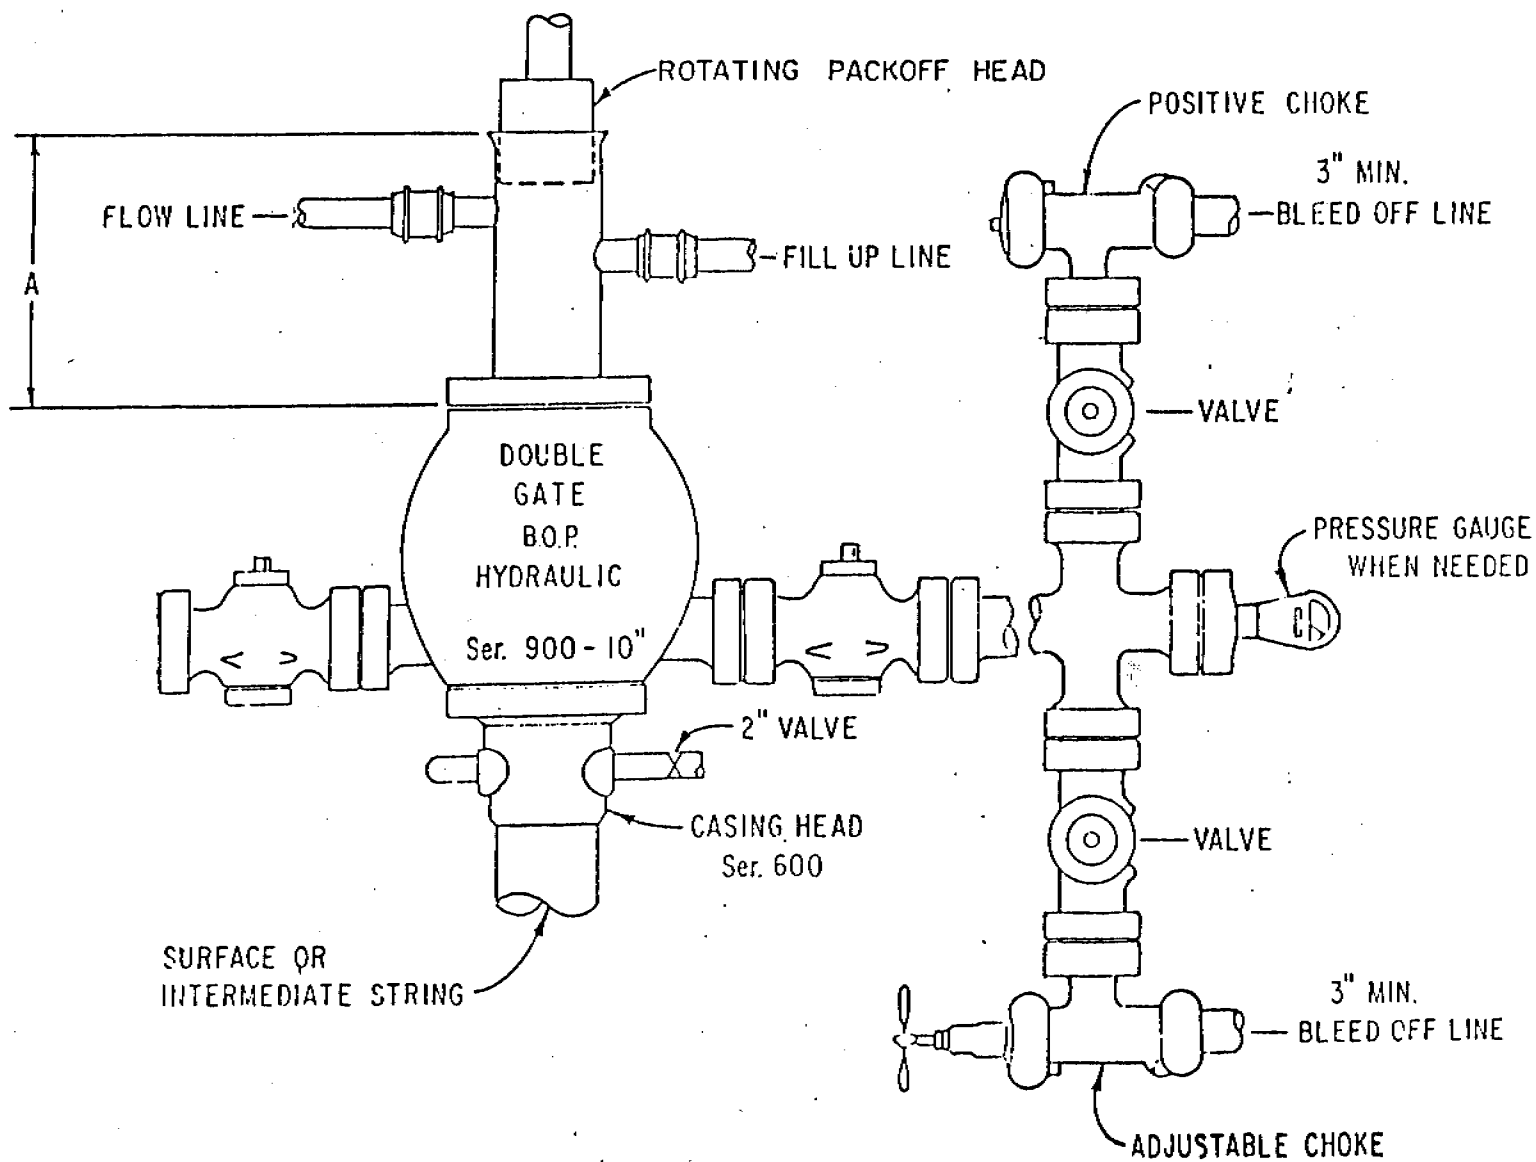 ROTATING PACKOFF HEAD
POSITIVE CHOKE
3" MIN.
BLEED OFF LINE
FLOW LINE
FILL UP LINE
A
VALVE
DOUBLE
GATE
B.O.P.
HYDRAULIC
Ser. 900-10"
PRESSURE GAUGE
WHEN NEEDED
2" VALVE
CASING HEAD
Ser. 600
VALVE
SURFACE OR
INTERMEDIATE STRING
3" MIN.
BLEED OFF LINE
ADJUSTABLE CHOKE